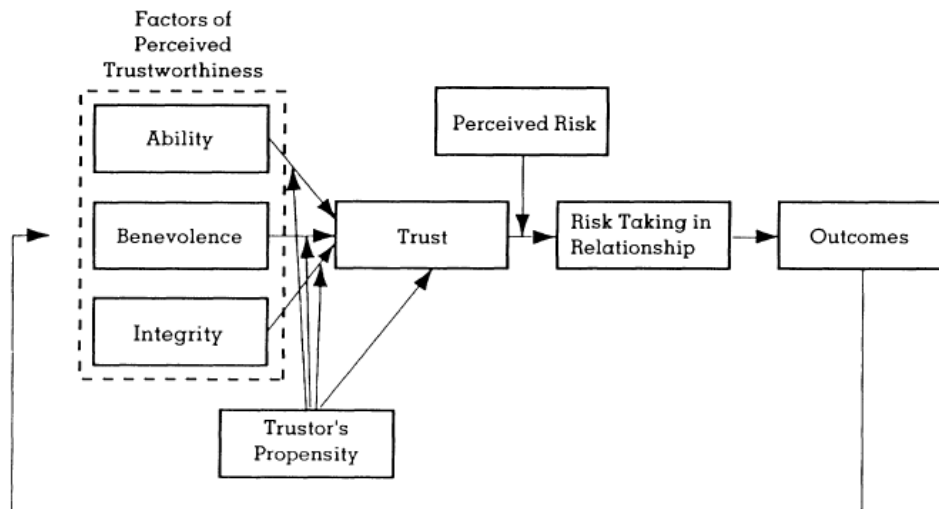 Factors of
Perceived
Trustworthiness
Ability
Benevolence
Integrity
Trustor's
Propensity
Trust
Perceived Risk
Risk Taking in
Relationship
Outcomes